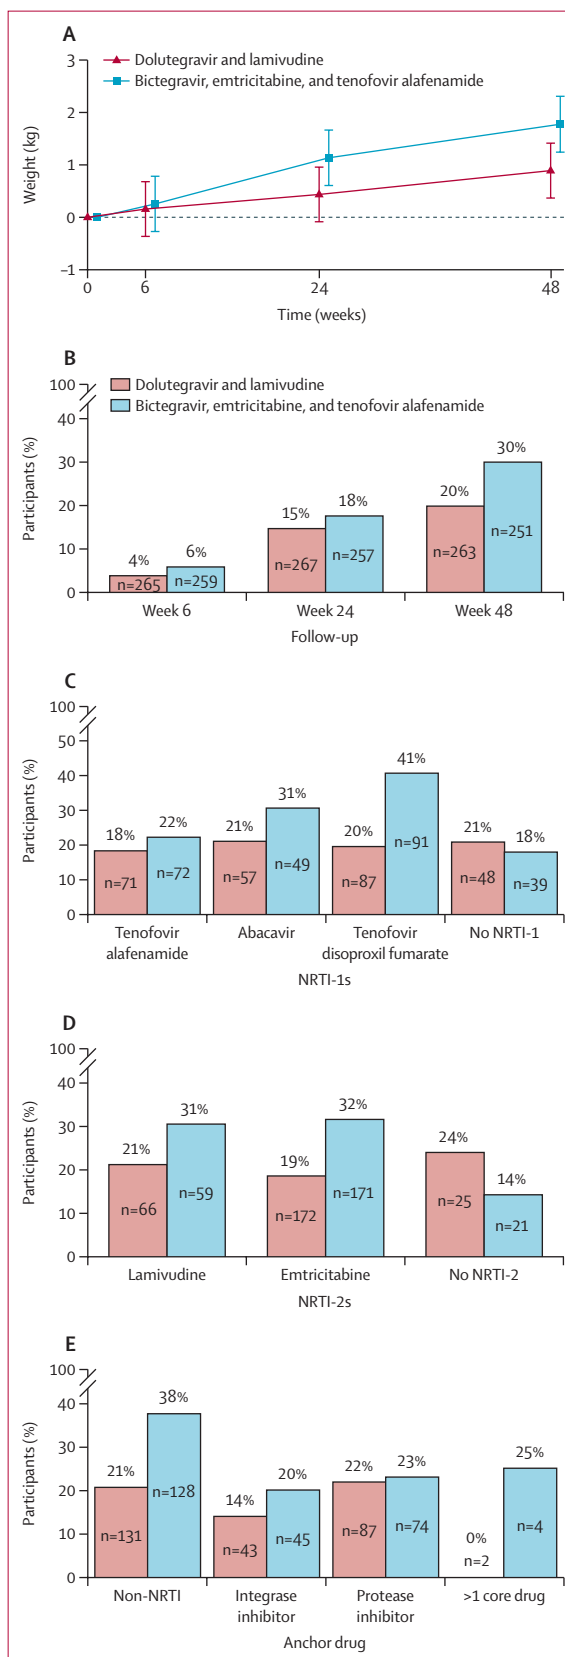 A
Dolutegravir and lamivudine
Bictegravir, emtricitabine, and tenofovir alafenamide
3
2
1
0
–1
Weight (kg)
0
6
24
48
Time (weeks)
B
Dolutegravir and lamivudine
Bictegravir, emtricitabine, and tenofovir alafenamide
100
40
30
20
10
0
Participants (%)
4%
6%
15%
18%
20%
30%
n=265
n=259
n=267
n=257
n=263
n=251
Week 6
Week 24
Week 48
Follow-up
C
100
50
40
30
20
10
0
Participants (%)
18%
22%
21%
31%
20%
41%
21%
18%
n=71
n=72
n=57
n=49
n=87
n=91
n=48
n=39
Tenofovir
alafenamide
Abacavir
Tenofovir
disoproxil fumarate
No NRTI-1
NRTI-1s
D
100
40
30
20
10
0
Participants (%)
21%
31%
19%
32%
24%
14%
n=66
n=59
n=172
n=171
n=25
n=21
Lamivudine
Emtricitabine
No NRTI-2
NRTI-2s
E
100
40
30
20
10
0
Participants (%)
21%
38%
14%
20%
22%
23%
0%
25%
n=131
n=128
n=43
n=45
n=87
n=74
n=2
n=4
Non-NRTI
Integrase
inhibitor
Protease
inhibitor
>1 core drug
Anchor drug